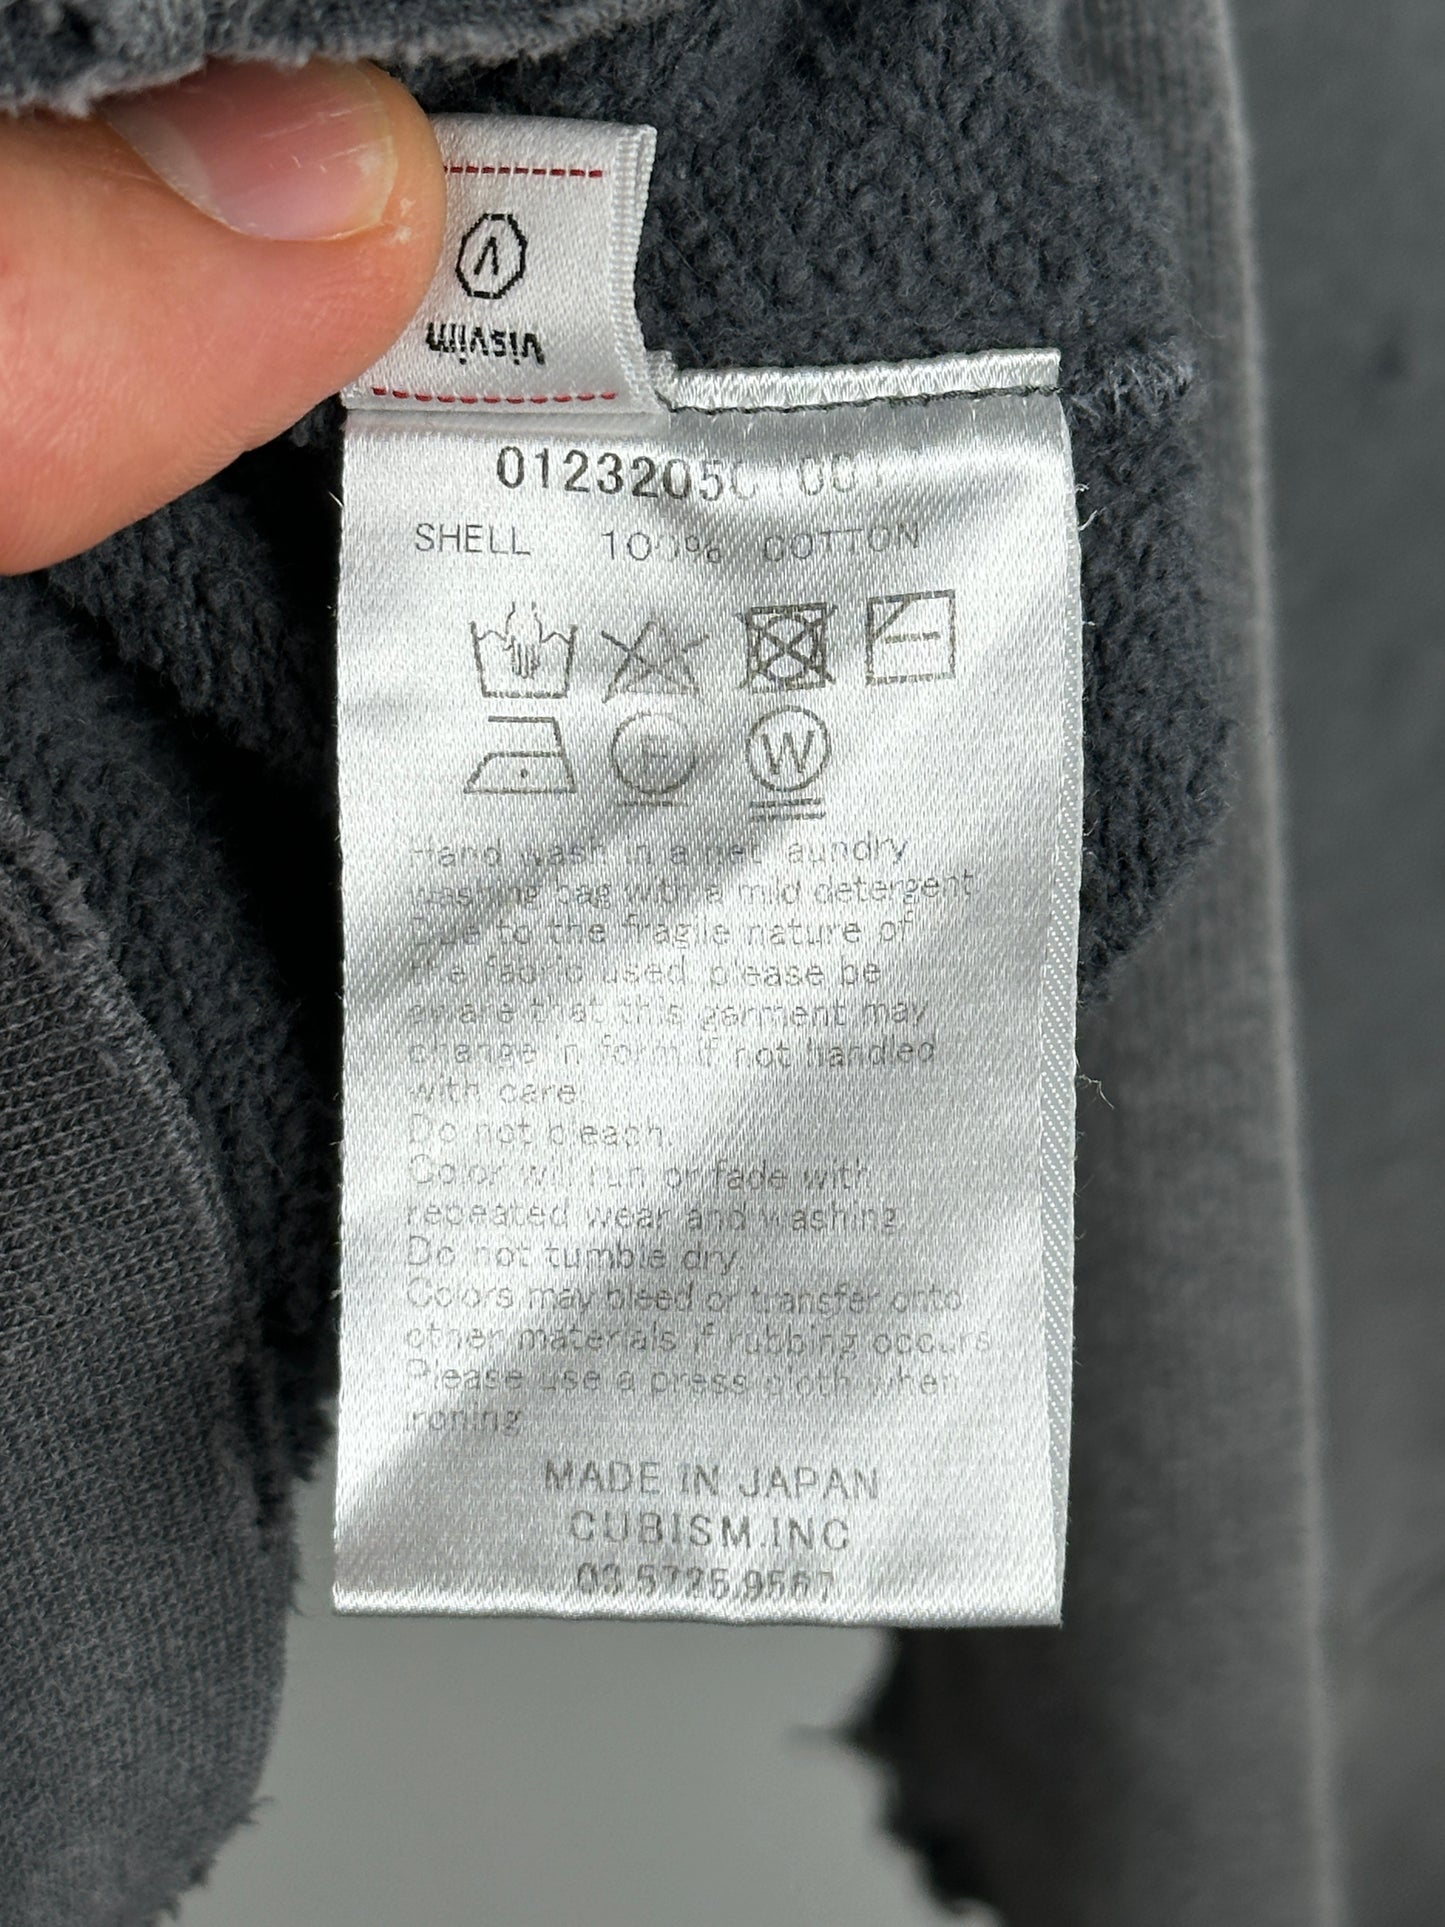 visvim
SHELL 100% COTTON
W
Hand wash in a net laundry
washing bag with a mild detergent
Due to the fragile nature of
the fabric used, please be
aware that this garment may
change in form if not handled
with care.
Do not bleach.
Color will run or fade with
repeated wear and washing.
Do not tumble dry.
Colors may bleed or transfer onto
other materials if rubbing occurs
Please use a press cloth when
ironing
MADE IN JAPAN
CUBISM.INC
03.5725.9567